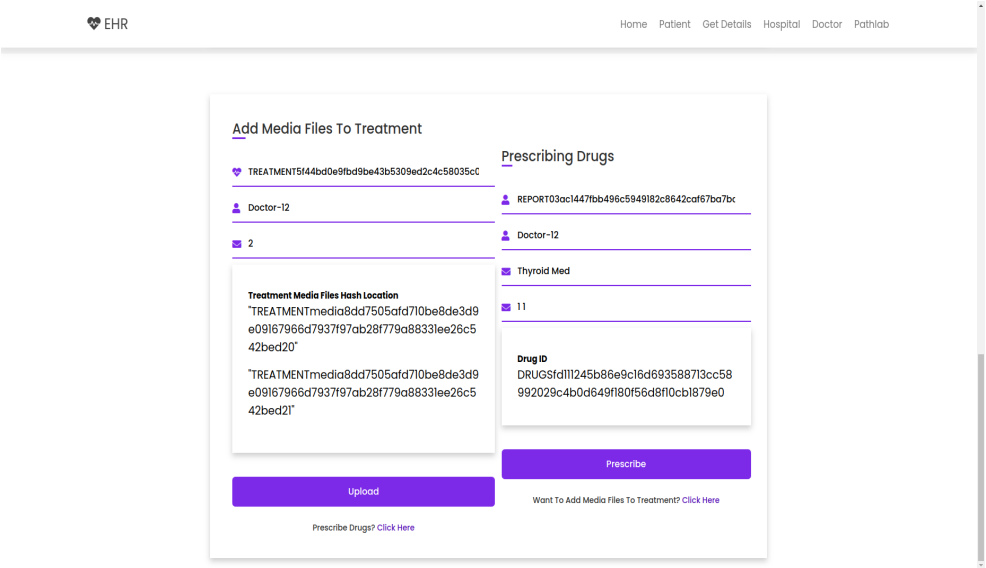 EHR
Home Patient Get Details Hospital Doctor Pathlab
Add Media Files To Treatment
TREATMENT5f44bd0e9fbd9be43b5309ed2c4c58035c0
Doctor-12
2
Treatment Media Files Hash Location
"TREATMENTmedia8dd7505afd710be8de3d9
e09167966d7937f97ab28f779a88331ee26c5
42bed20"
"TREATMENTmedia8dd7505afd710be8de3d9
e09167966d7937f97ab28f779a88331ee26c5
42bed21"
Upload
Prescribe Drugs? Click Here
Prescribing Drugs
REPORT03ac1447fbb496c5949182c8642caf67ba7bc
Doctor-12
Thyroid Med
1 1
Drug ID
DRUGSfd111245b86e9c16d693588713cc58
992029c4b0d649f180f56d8f10cb1879e0
Prescribe
Want To Add Media Files To Treatment? Click Here